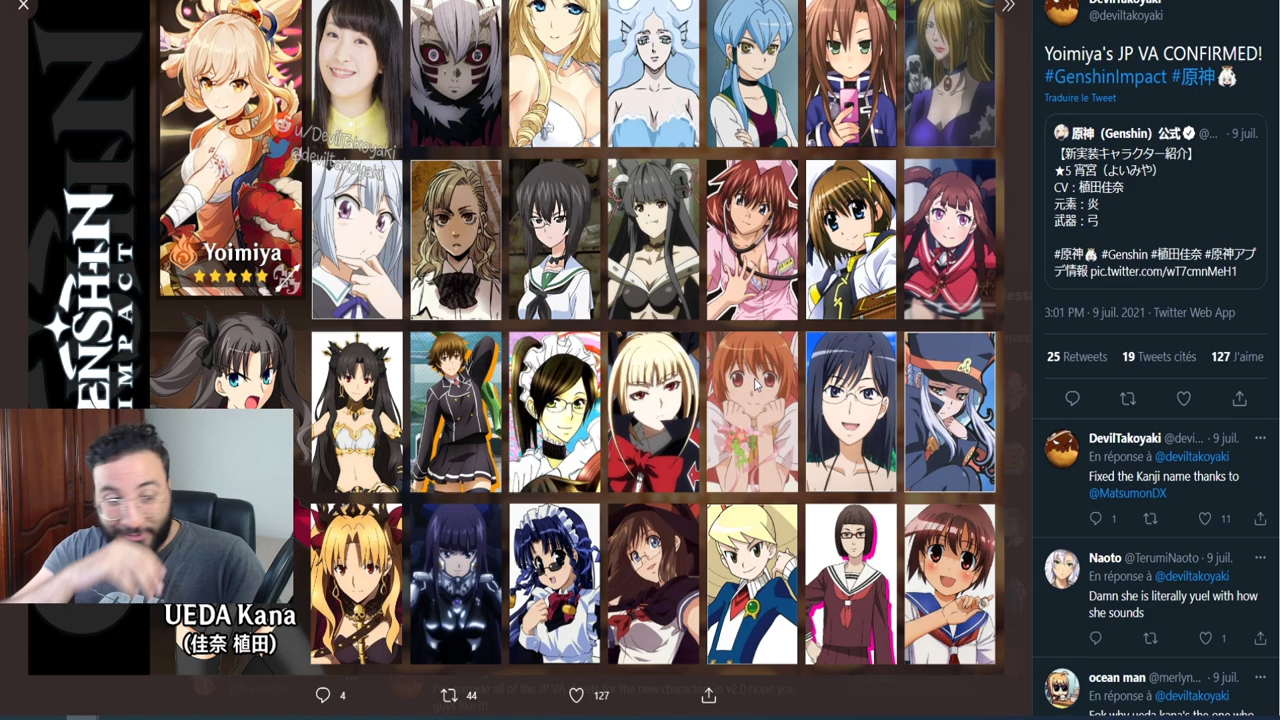 GENSHIN
IMPACT
Yoimiya
u/DevilTakoyaki
@deviltakoyaki
UEDA Kana
(佳奈 植田)
4
44
127
@deviltakoyaki
Yoimiya's JP VA CONFIRMED!
#GenshinImpact #原神
Traduire le Tweet
原神（Genshin）公式 @... · 9 juil.
【新実装キャラクター紹介】
★5 宵宮（よいみや）
CV：植田佳奈
元素：炎
武器：弓
#原神 #Genshin #植田佳奈 #原神アプ
デ情報 pic.twitter.com/wT7cmnMeH1
3:01 PM · 9 juil. 2021 · Twitter Web App
25 Retweets 19 Tweets cités 127 J'aime
DevilTakoyaki @devi... · 9 juil.
En réponse à @deviltakoyaki
Fixed the Kanji name thanks to
@MatsumonDX
1 11
Naoto @TerumiNaoto · 9 juil.
En réponse à @deviltakoyaki
Damn she is literally yuel with how
she sounds
1
ocean man @merlyn... · 9 juil.
En réponse à @deviltakoyaki